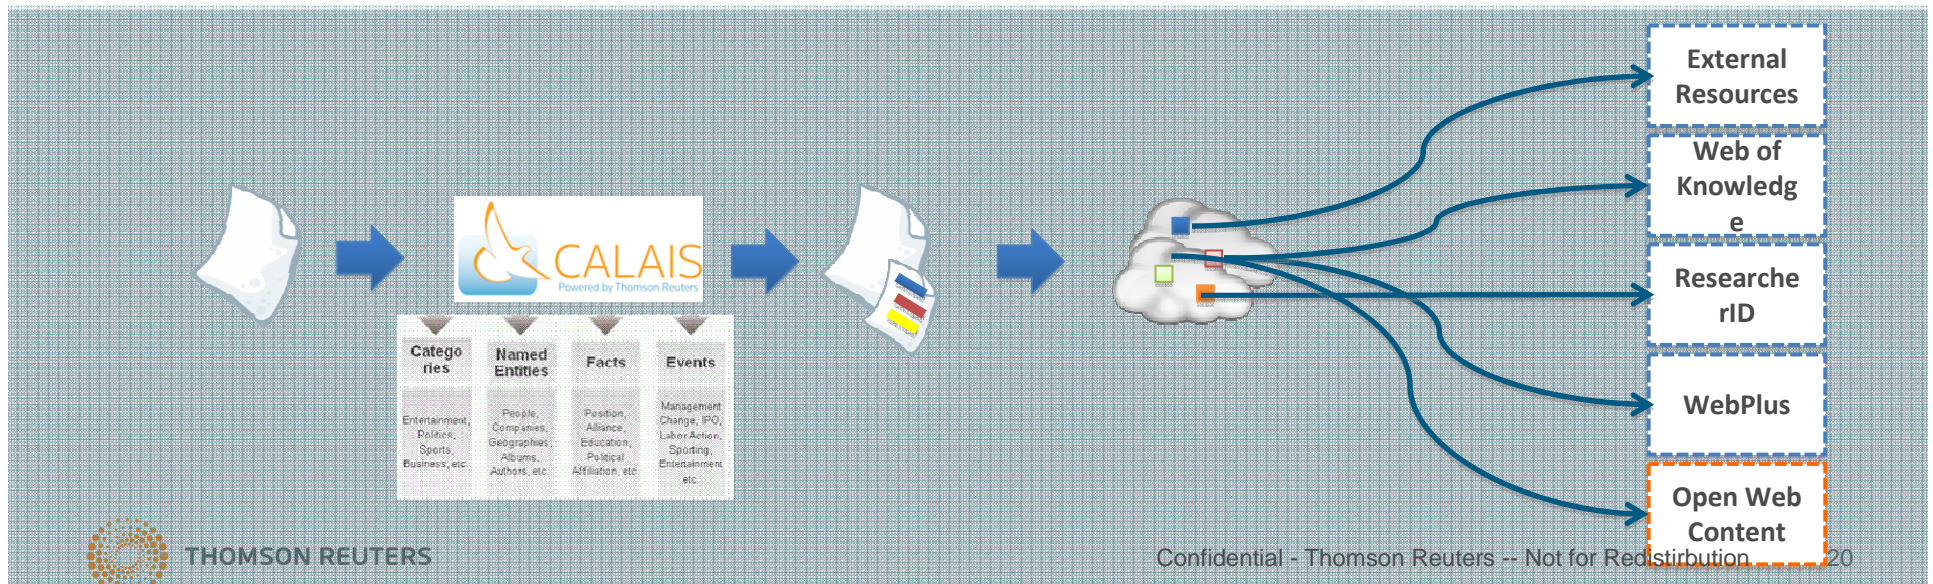 External
Resources
Web of
Knowledg
e
Researche
rID
WebPlus
Open Web
Content
CALAIS
Powered by Thomson Reuters
Catego
ries
Named
Entities
Facts
Events
Entertainment,
Politics,
Sports,
Business, etc.
People,
Companies,
Geographies,
Albums,
Authors, etc.
Position,
Alliance,
Education,
Political
Affiliation, etc.
Management
Change, IPO,
Labor Action,
Sporting,
Entertainment
etc.
THOMSON REUTERS
Confidential - Thomson Reuters -- Not for Redistirbution
20